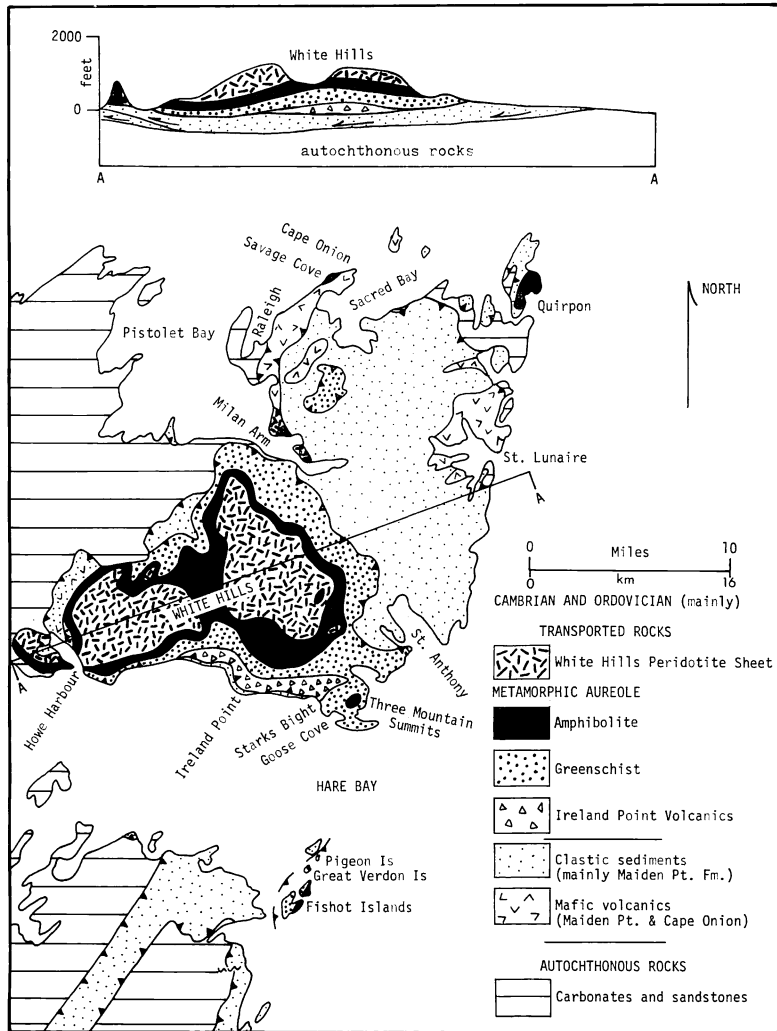 2000
feet
0
White Hills
autochthonous rocks
A
A
Cape Onion
Savage Cove
Sacred Bay
Raleigh
Pistolet Bay
Quirpon
NORTH
Milan Arm
St. Lunaire
A
0 Miles 10
0 km 16
WHITE HILLS
St. Anthony
A
Howe Harbour
Ireland Point
Starks Bight
Goose Cove
Three Mountain
Summits
HARE BAY
Pigeon Is
Great Verdon Is
Fishot Islands
CAMBRIAN AND ORDOVICIAN (mainly)
TRANSPORTED ROCKS
White Hills Peridotite Sheet
METAMORPHIC AUREOLE
Amphibolite
Greenschist
Ireland Point Volcanics
Clastic sediments
(mainly Maiden Pt. Fm.)
Mafic volcanics
(Maiden Pt. & Cape Onion)
AUTOCHTHONOUS ROCKS
Carbonates and sandstones